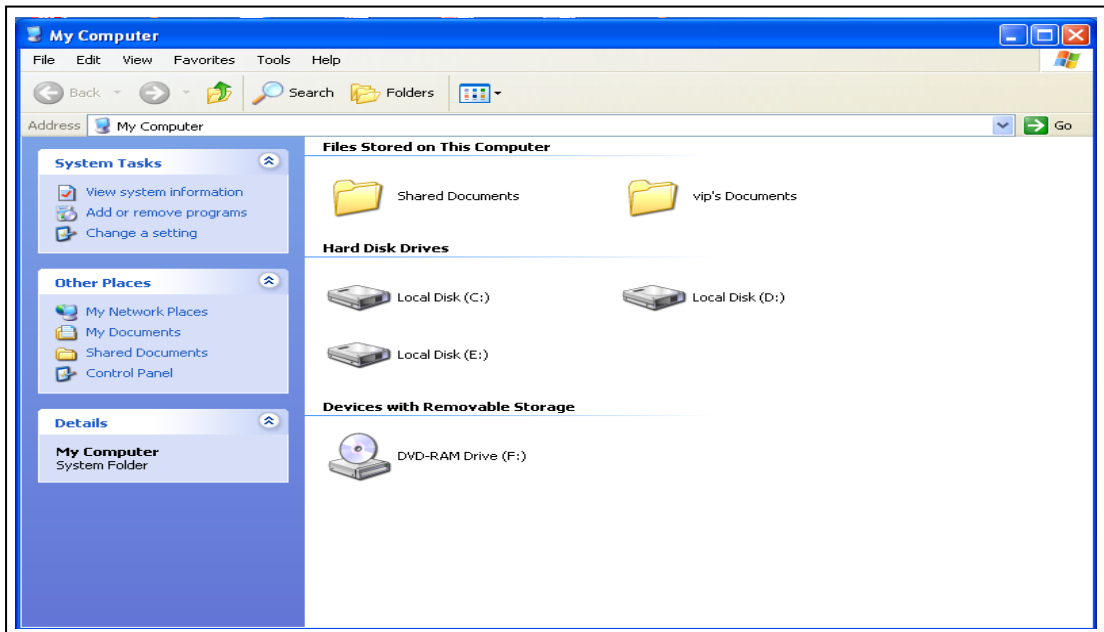 My Computer
File Edit View Favorites Tools Help
Back Search Folders
Address My Computer Go
System Tasks
View system information
Add or remove programs
Change a setting
Other Places
My Network Places
My Documents
Shared Documents
Control Panel
Details
My Computer
System Folder
Files Stored on This Computer
Shared Documents vip's Documents
Hard Disk Drives
Local Disk (C:) Local Disk (D:)
Local Disk (E:)
Devices with Removable Storage
DVD-RAM Drive (F:)